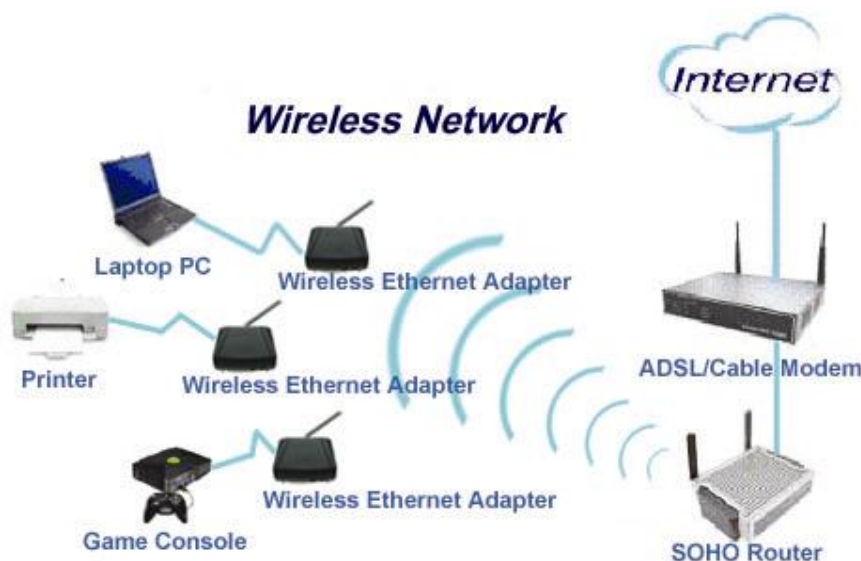 Internet
Wireless Network
Laptop PC
Wireless Ethernet Adapter
Printer
Wireless Ethernet Adapter
ADSL/Cable Modem
Game Console
Wireless Ethernet Adapter
SOHO Router